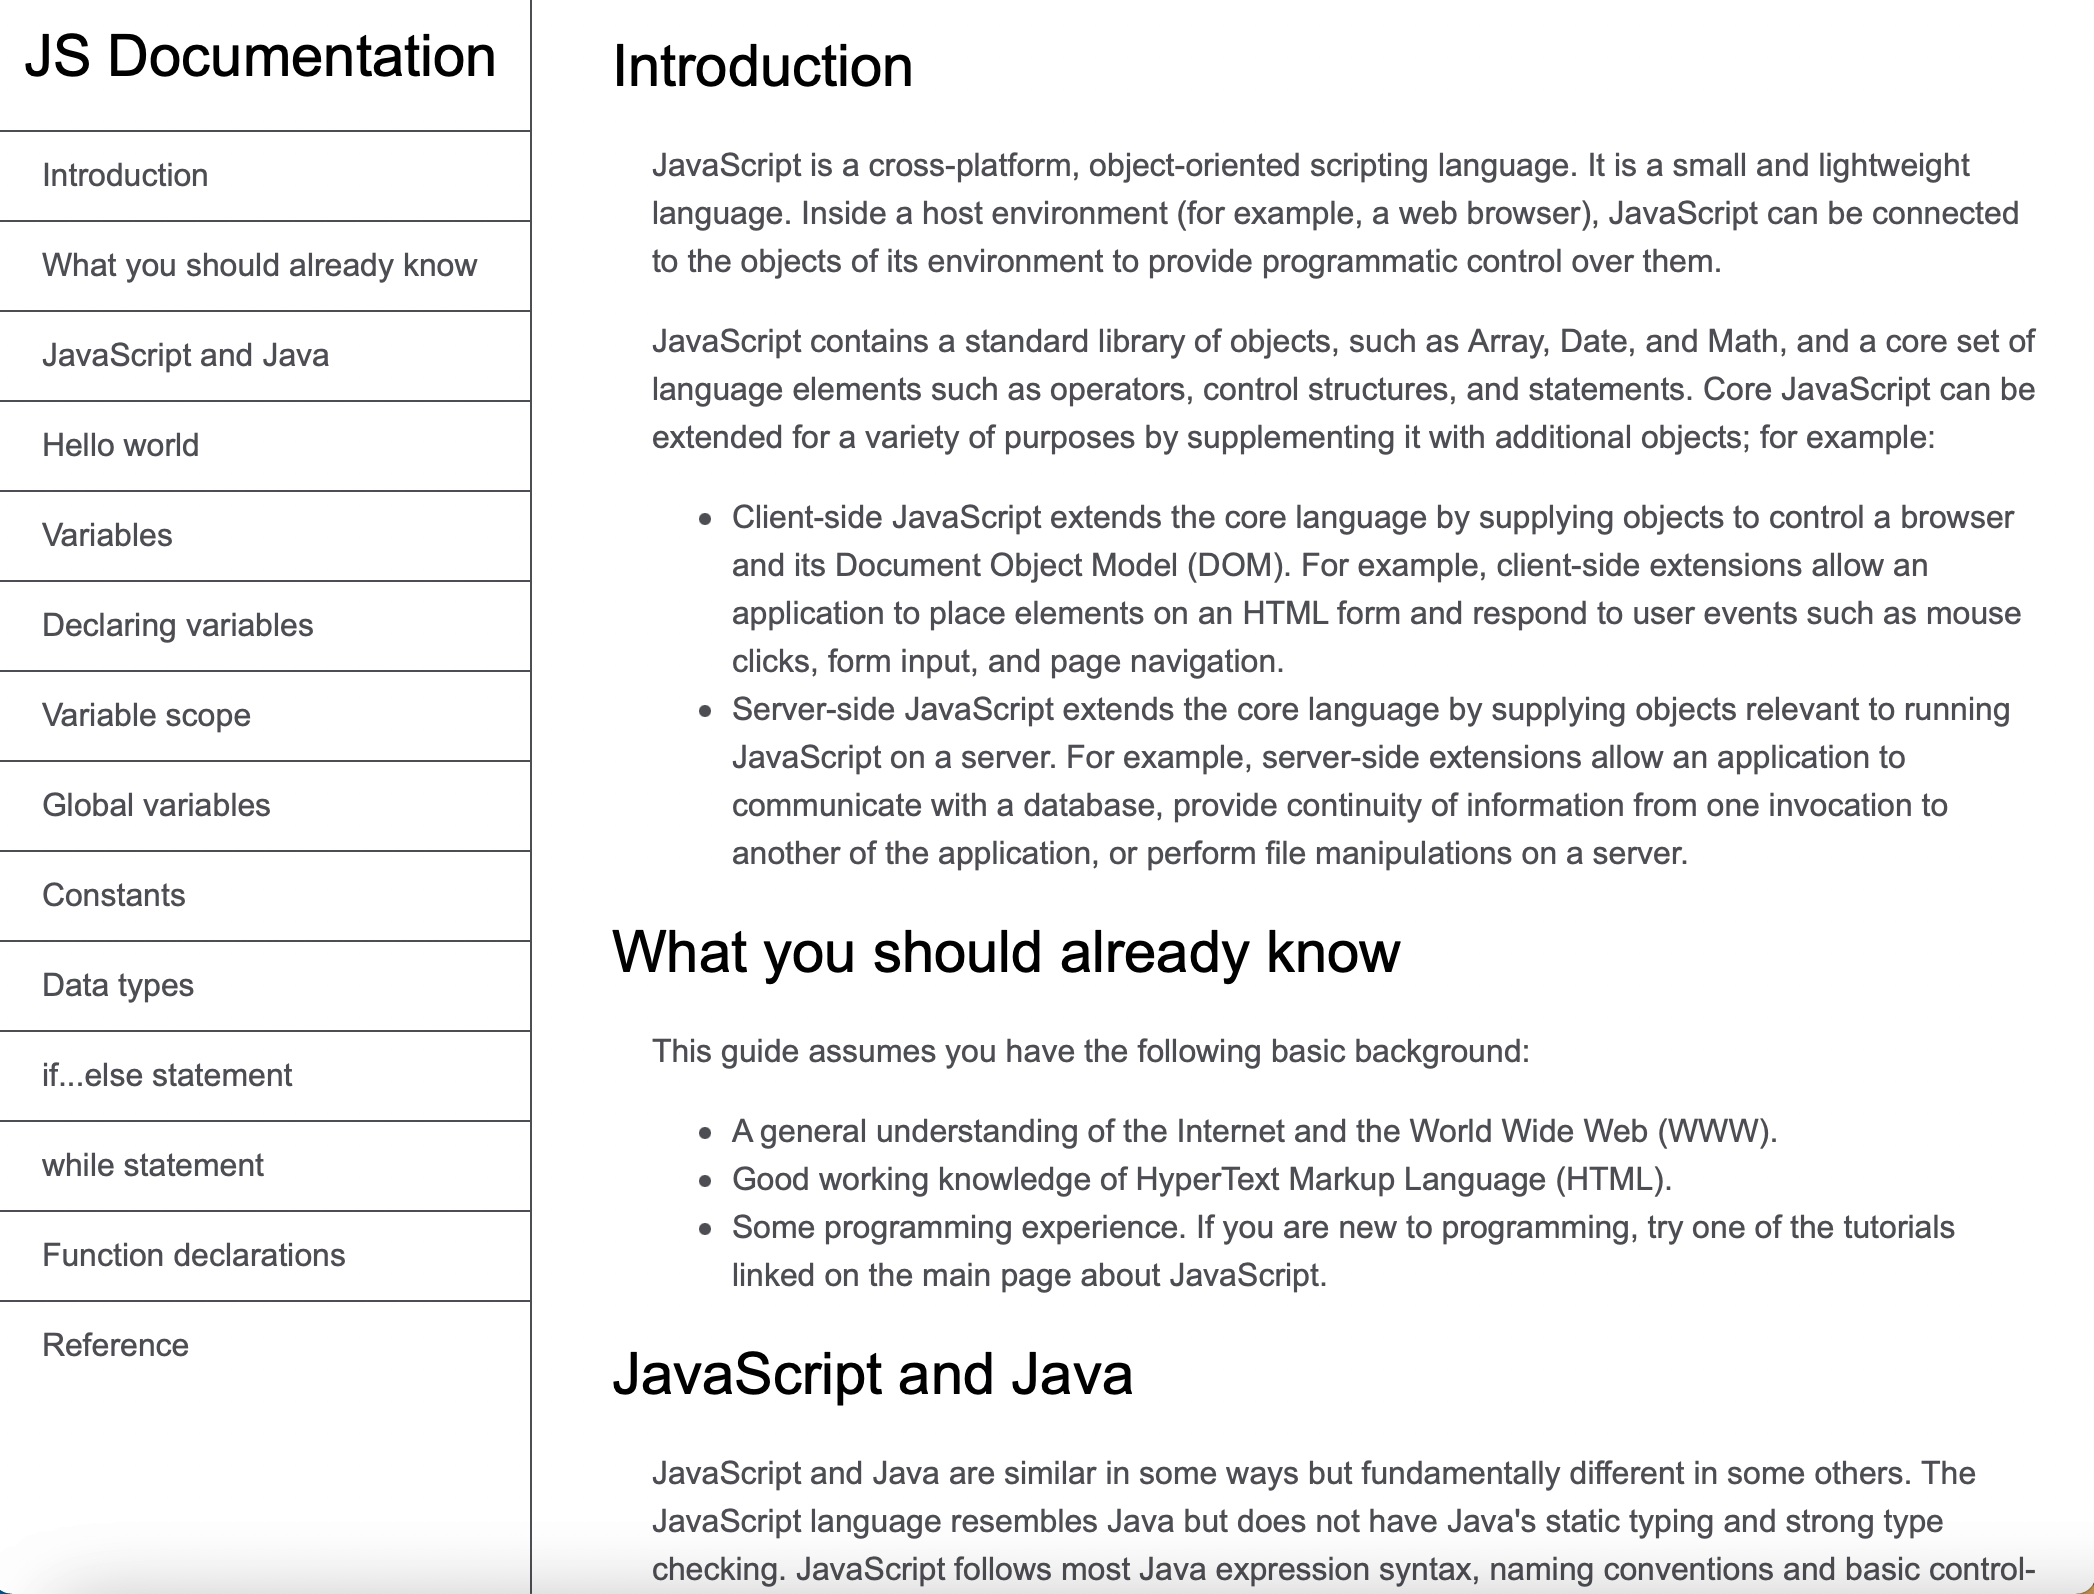 JS Documentation
Introduction
What you should already know
JavaScript and Java
Hello world
Variables
Declaring variables
Variable scope
Global variables
Constants
Data types
if...else statement
while statement
Function declarations
Reference
Introduction
JavaScript is a cross-platform, object-oriented scripting language. It is a small and lightweight
language. Inside a host environment (for example, a web browser), JavaScript can be connected
to the objects of its environment to provide programmatic control over them.
JavaScript contains a standard library of objects, such as Array, Date, and Math, and a core set of
language elements such as operators, control structures, and statements. Core JavaScript can be
extended for a variety of purposes by supplementing it with additional objects; for example:
• Client-side JavaScript extends the core language by supplying objects to control a browser
and its Document Object Model (DOM). For example, client-side extensions allow an
application to place elements on an HTML form and respond to user events such as mouse
clicks, form input, and page navigation.
• Server-side JavaScript extends the core language by supplying objects relevant to running
JavaScript on a server. For example, server-side extensions allow an application to
communicate with a database, provide continuity of information from one invocation to
another of the application, or perform file manipulations on a server.
What you should already know
This guide assumes you have the following basic background:
• A general understanding of the Internet and the World Wide Web (WWW).
• Good working knowledge of HyperText Markup Language (HTML).
• Some programming experience. If you are new to programming, try one of the tutorials
linked on the main page about JavaScript.
JavaScript and Java
JavaScript and Java are similar in some ways but fundamentally different in some others. The
JavaScript language resembles Java but does not have Java's static typing and strong type
checking. JavaScript follows most Java expression syntax, naming conventions and basic control-